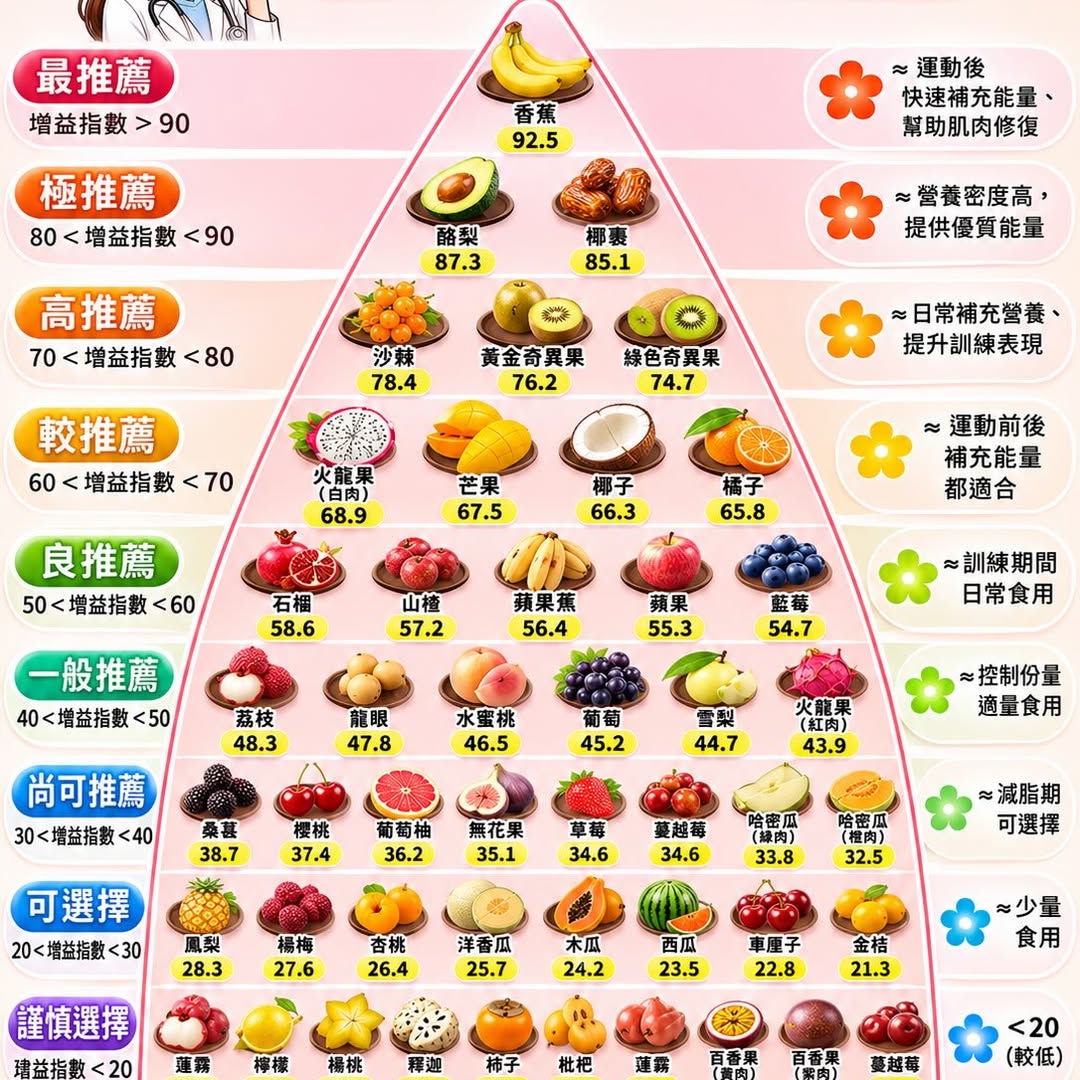 最推薦
增益指數 > 90
香蕉
92.5
≈ 運動後
快速補充能量、
幫助肌肉修復
極推薦
80 < 增益指數 < 90
酪梨
87.3
椰裹
85.1
≈ 營養密度高，
提供優質能量
高推薦
70 < 增益指數 < 80
沙棘
78.4
黃金奇異果
76.2
綠色奇異果
74.7
≈ 日常補充營養、
提升訓練表現
較推薦
60 < 增益指數 < 70
火龍果
(白肉)
68.9
芒果
67.5
椰子
66.3
橘子
65.8
≈ 運動前後
補充能量
都適合
良推薦
50 < 增益指數 < 60
石榴
58.6
山楂
57.2
蘋果蕉
56.4
蘋果
55.3
藍莓
54.7
≈ 訓練期間
日常食用
一般推薦
40 < 增益指數 < 50
荔枝
48.3
龍眼
47.8
水蜜桃
46.5
葡萄
45.2
雪梨
44.7
火龍果
(紅肉)
43.9
≈ 控制份量
適量食用
尚可推薦
30 < 增益指數 < 40
桑葚
38.7
櫻桃
37.4
葡萄柚
36.2
無花果
35.1
草莓
34.6
蔓越莓
34.6
哈密瓜
(綠肉)
33.8
哈密瓜
(橙肉)
32.5
≈ 減脂期
可選擇
可選擇
20 < 增益指數 < 30
鳳梨
28.3
楊梅
27.6
杏桃
26.4
洋香瓜
25.7
木瓜
24.2
西瓜
23.5
車厘子
22.8
金桔
21.3
≈ 少量
食用
謹慎選擇
益指數 < 20
蓮霧
檸檬
楊桃
釋迦
柿子
枇杷
蓮霧
百香果
(黃肉)
百香果
(紫肉)
蔓越莓
<20
(較低)